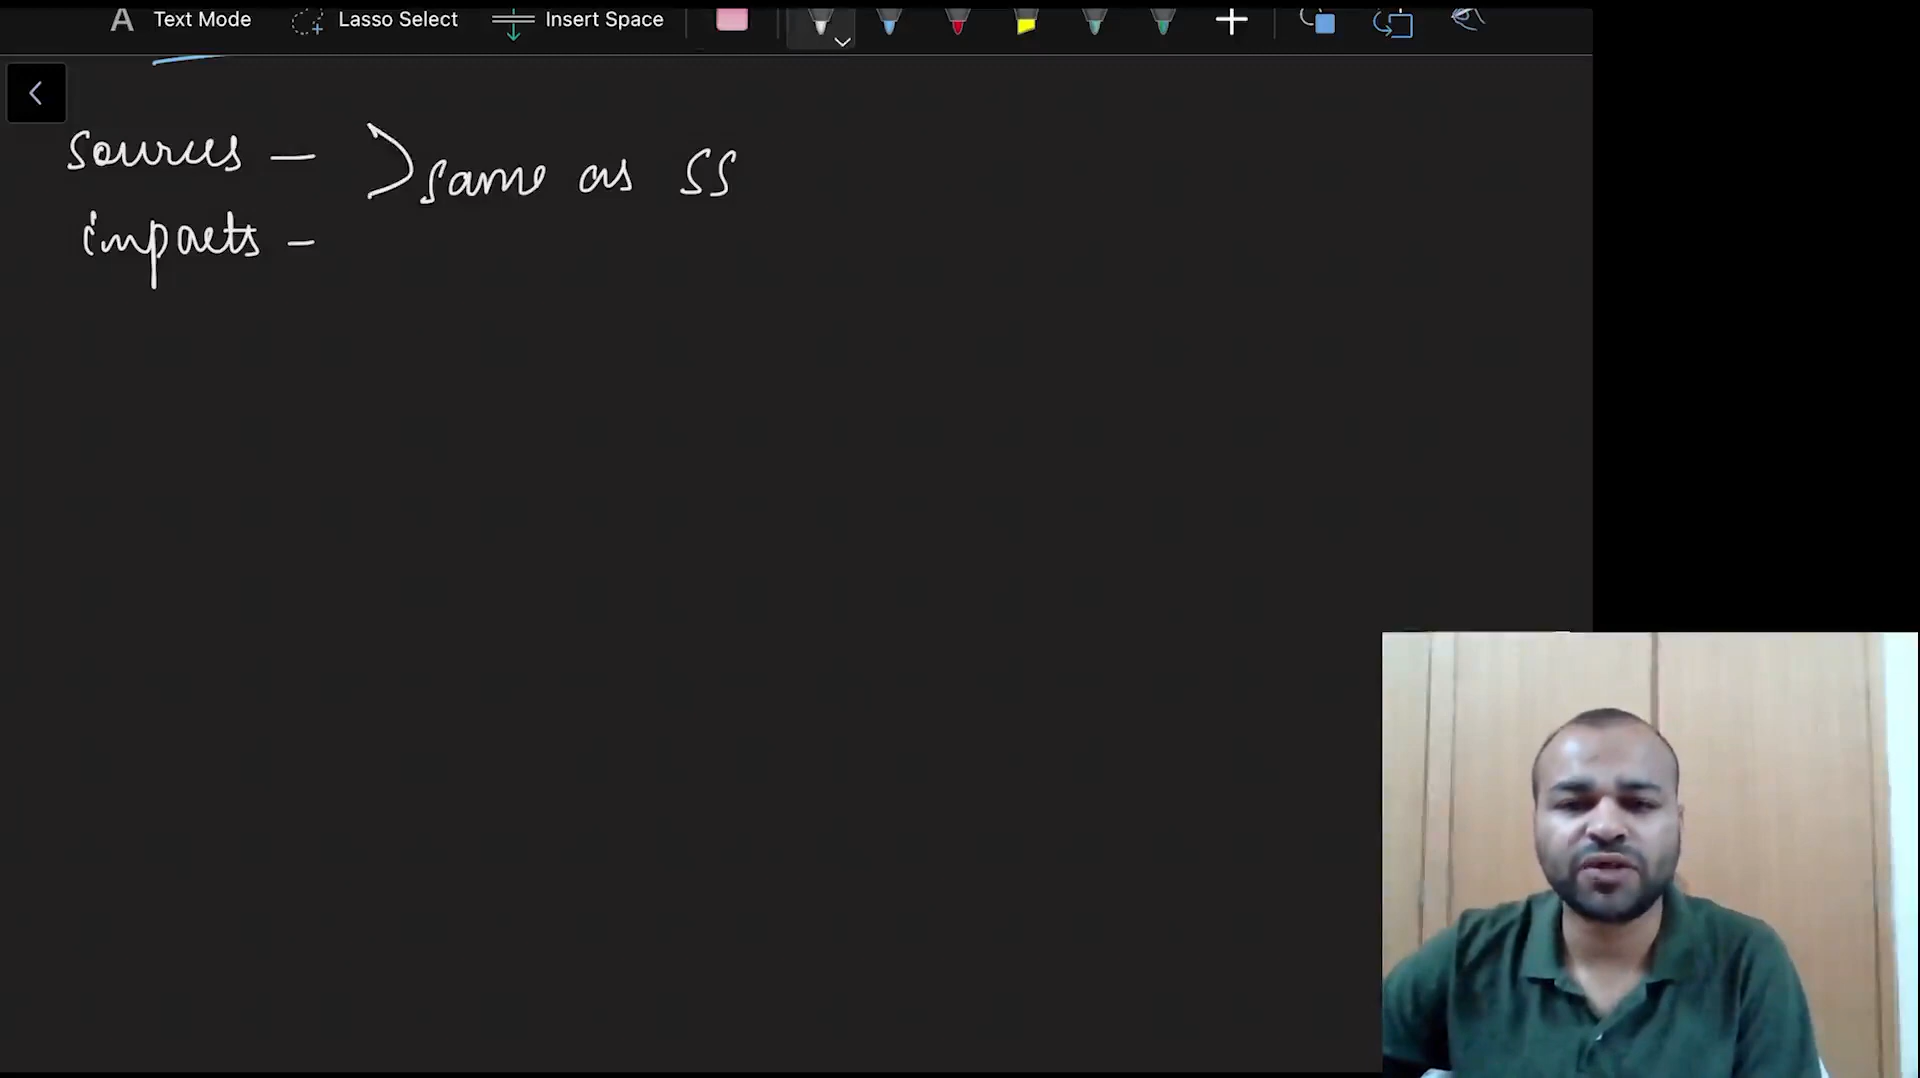 A Text Mode Lasso Select Insert Space
sources — > same as SS
impacts —